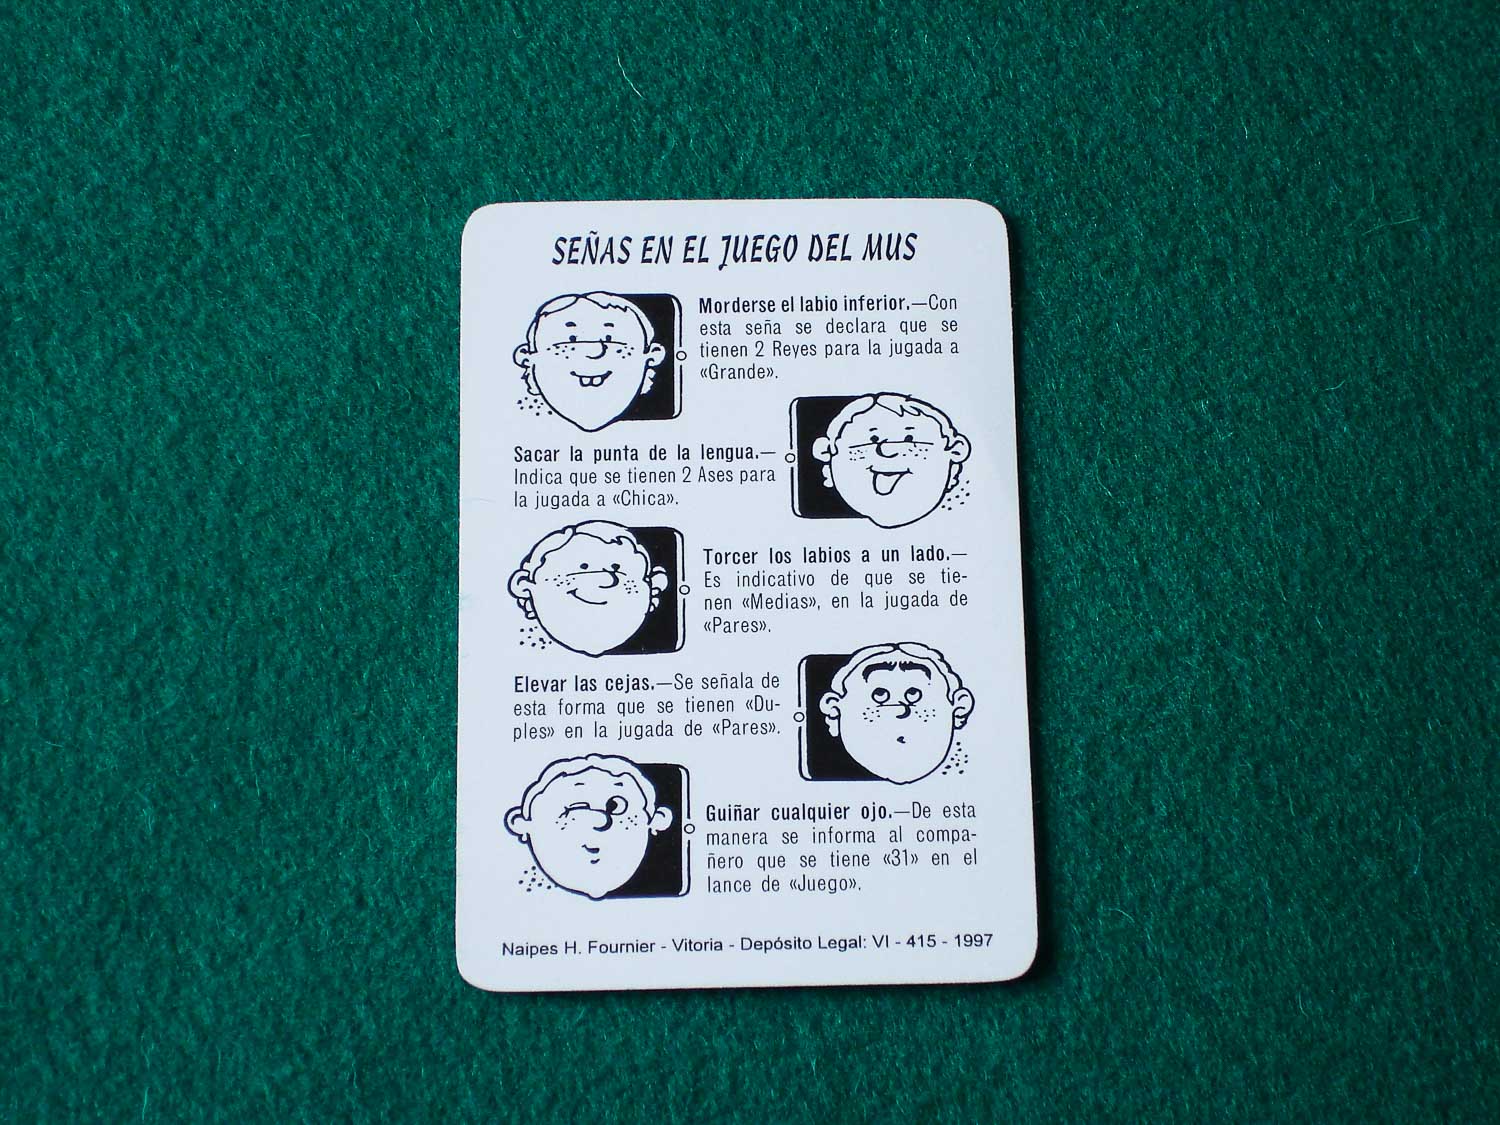 SEÑAS EN EL JUEGO DEL MUS
Morderse el labio inferior.—Con
esta seña se declara que se
tienen 2 Reyes para la jugada a
«Grande».
Sacar la punta de la lengua.—
Indica que se tienen 2 Ases para
la jugada a «Chica».
Torcer los labios a un lado.—
Es indicativo de que se tie-
nen «Medias», en la jugada de
«Pares».
Elevar las cejas.—Se señala de
esta forma que se tienen «Du-
ples» en la jugada de «Pares».
Guiñar cualquier ojo.—De esta
manera se informa al compa-
ñero que se tiene «31» en el
lance de «Juego».
Naipes H. Fournier - Vitoria - Depósito Legal: VI - 415 - 1997